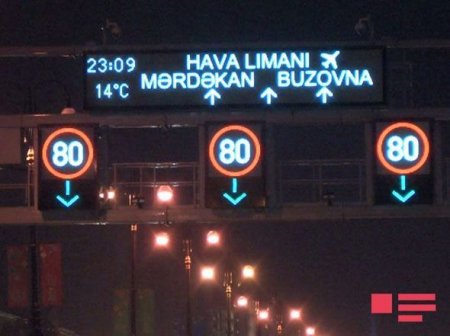 23:09 HAVA LIMANI
14°C MƏRDƏKAN BUZOVNA
80 80 80